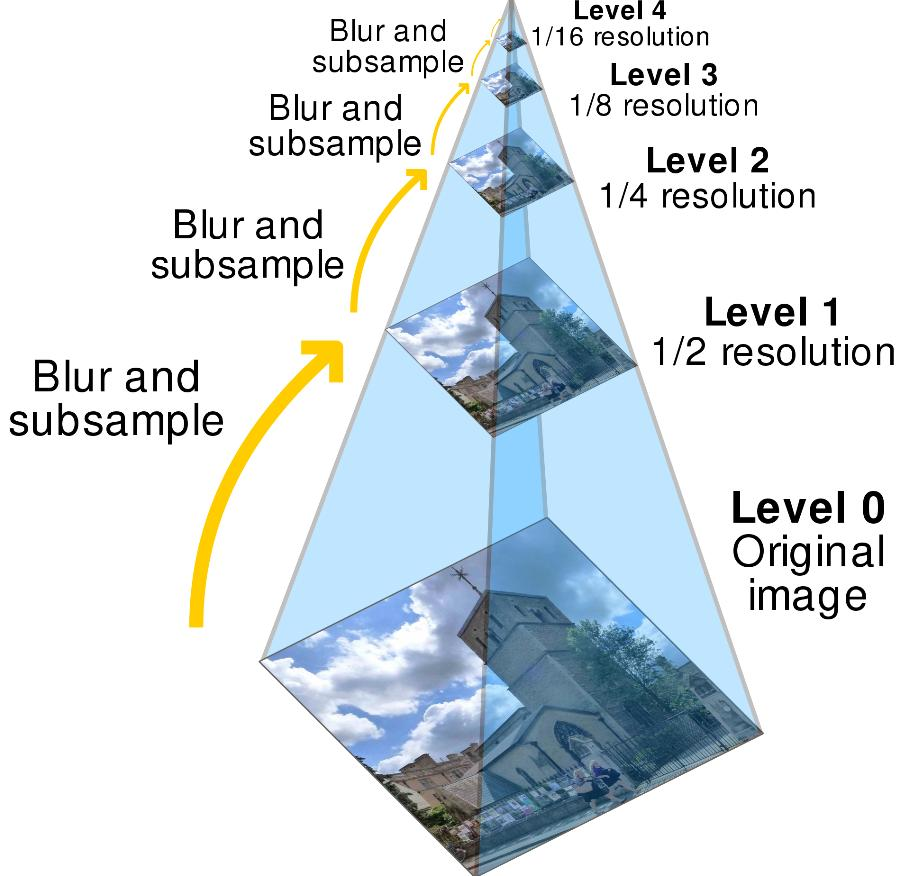 Level 4
1/16 resolution
Blur and
subsample
Level 3
1/8 resolution
Blur and
subsample
Level 2
1/4 resolution
Blur and
subsample
Level 1
1/2 resolution
Blur and
subsample
Level 0
Original
image